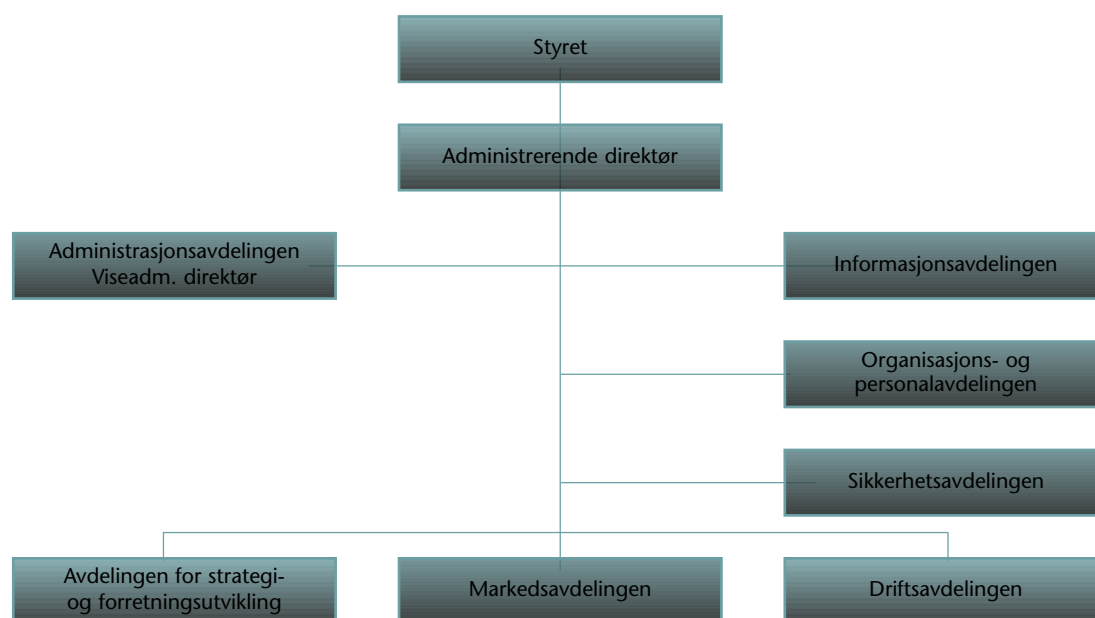 Styret
Administrerende direktør
Administrasjonsavdelingen
Viseadm. direktør
Informasjonsavdelingen
Organisasjons- og
personalavdelingen
Sikkerhetsavdelingen
Avdelingen for strategi-
og forretningsutvikling
Markedsavdelingen
Driftsavdelingen